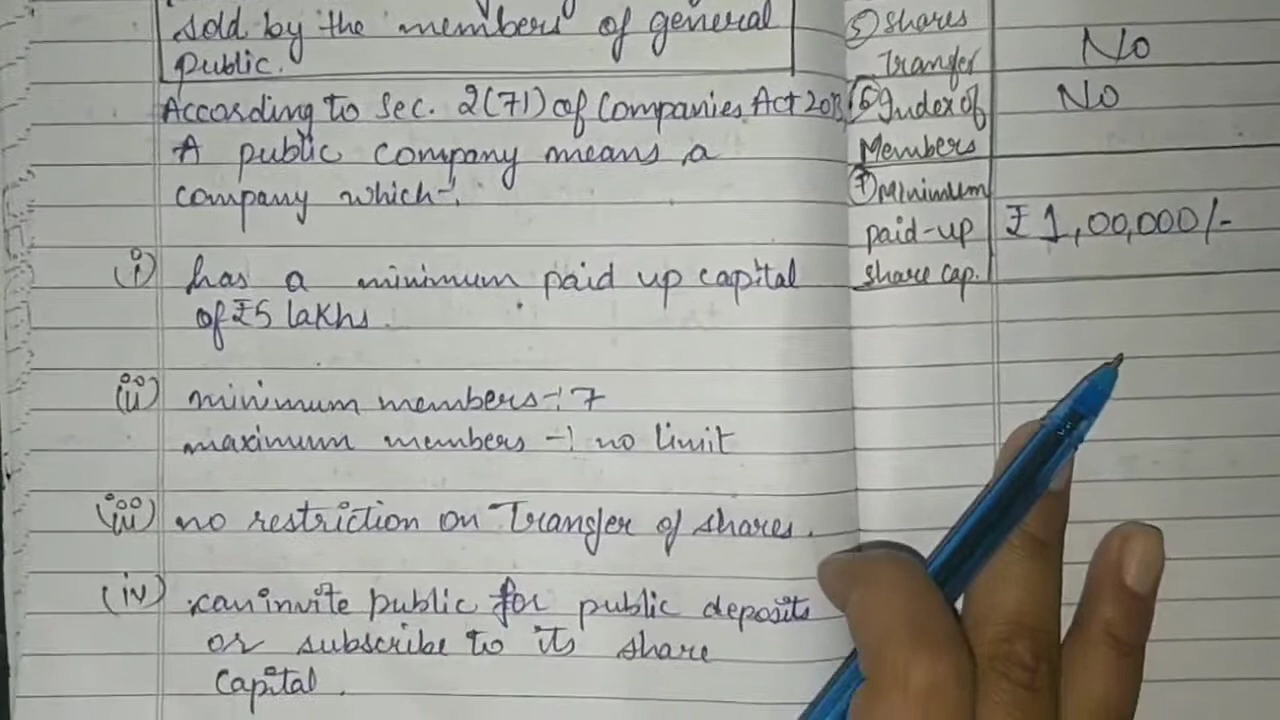 sold by the members of general
public.
According to Sec. 2(71) of Companies Act 2013
A public company means a
company which-:
(i) has a minimum paid up capital
of ₹5 lakhs.
(ii) minimum members-: 7
maximum members -: no limit
(iii) no restriction on Transfer of shares.
(iv) can invite public for public deposits
or subscribe to its share
Capital.
⑤ shares
Transfer
No
⑥ Index of
Members
No
⑦ Minimum
paid-up
share cap.
₹ 1,00,000/-